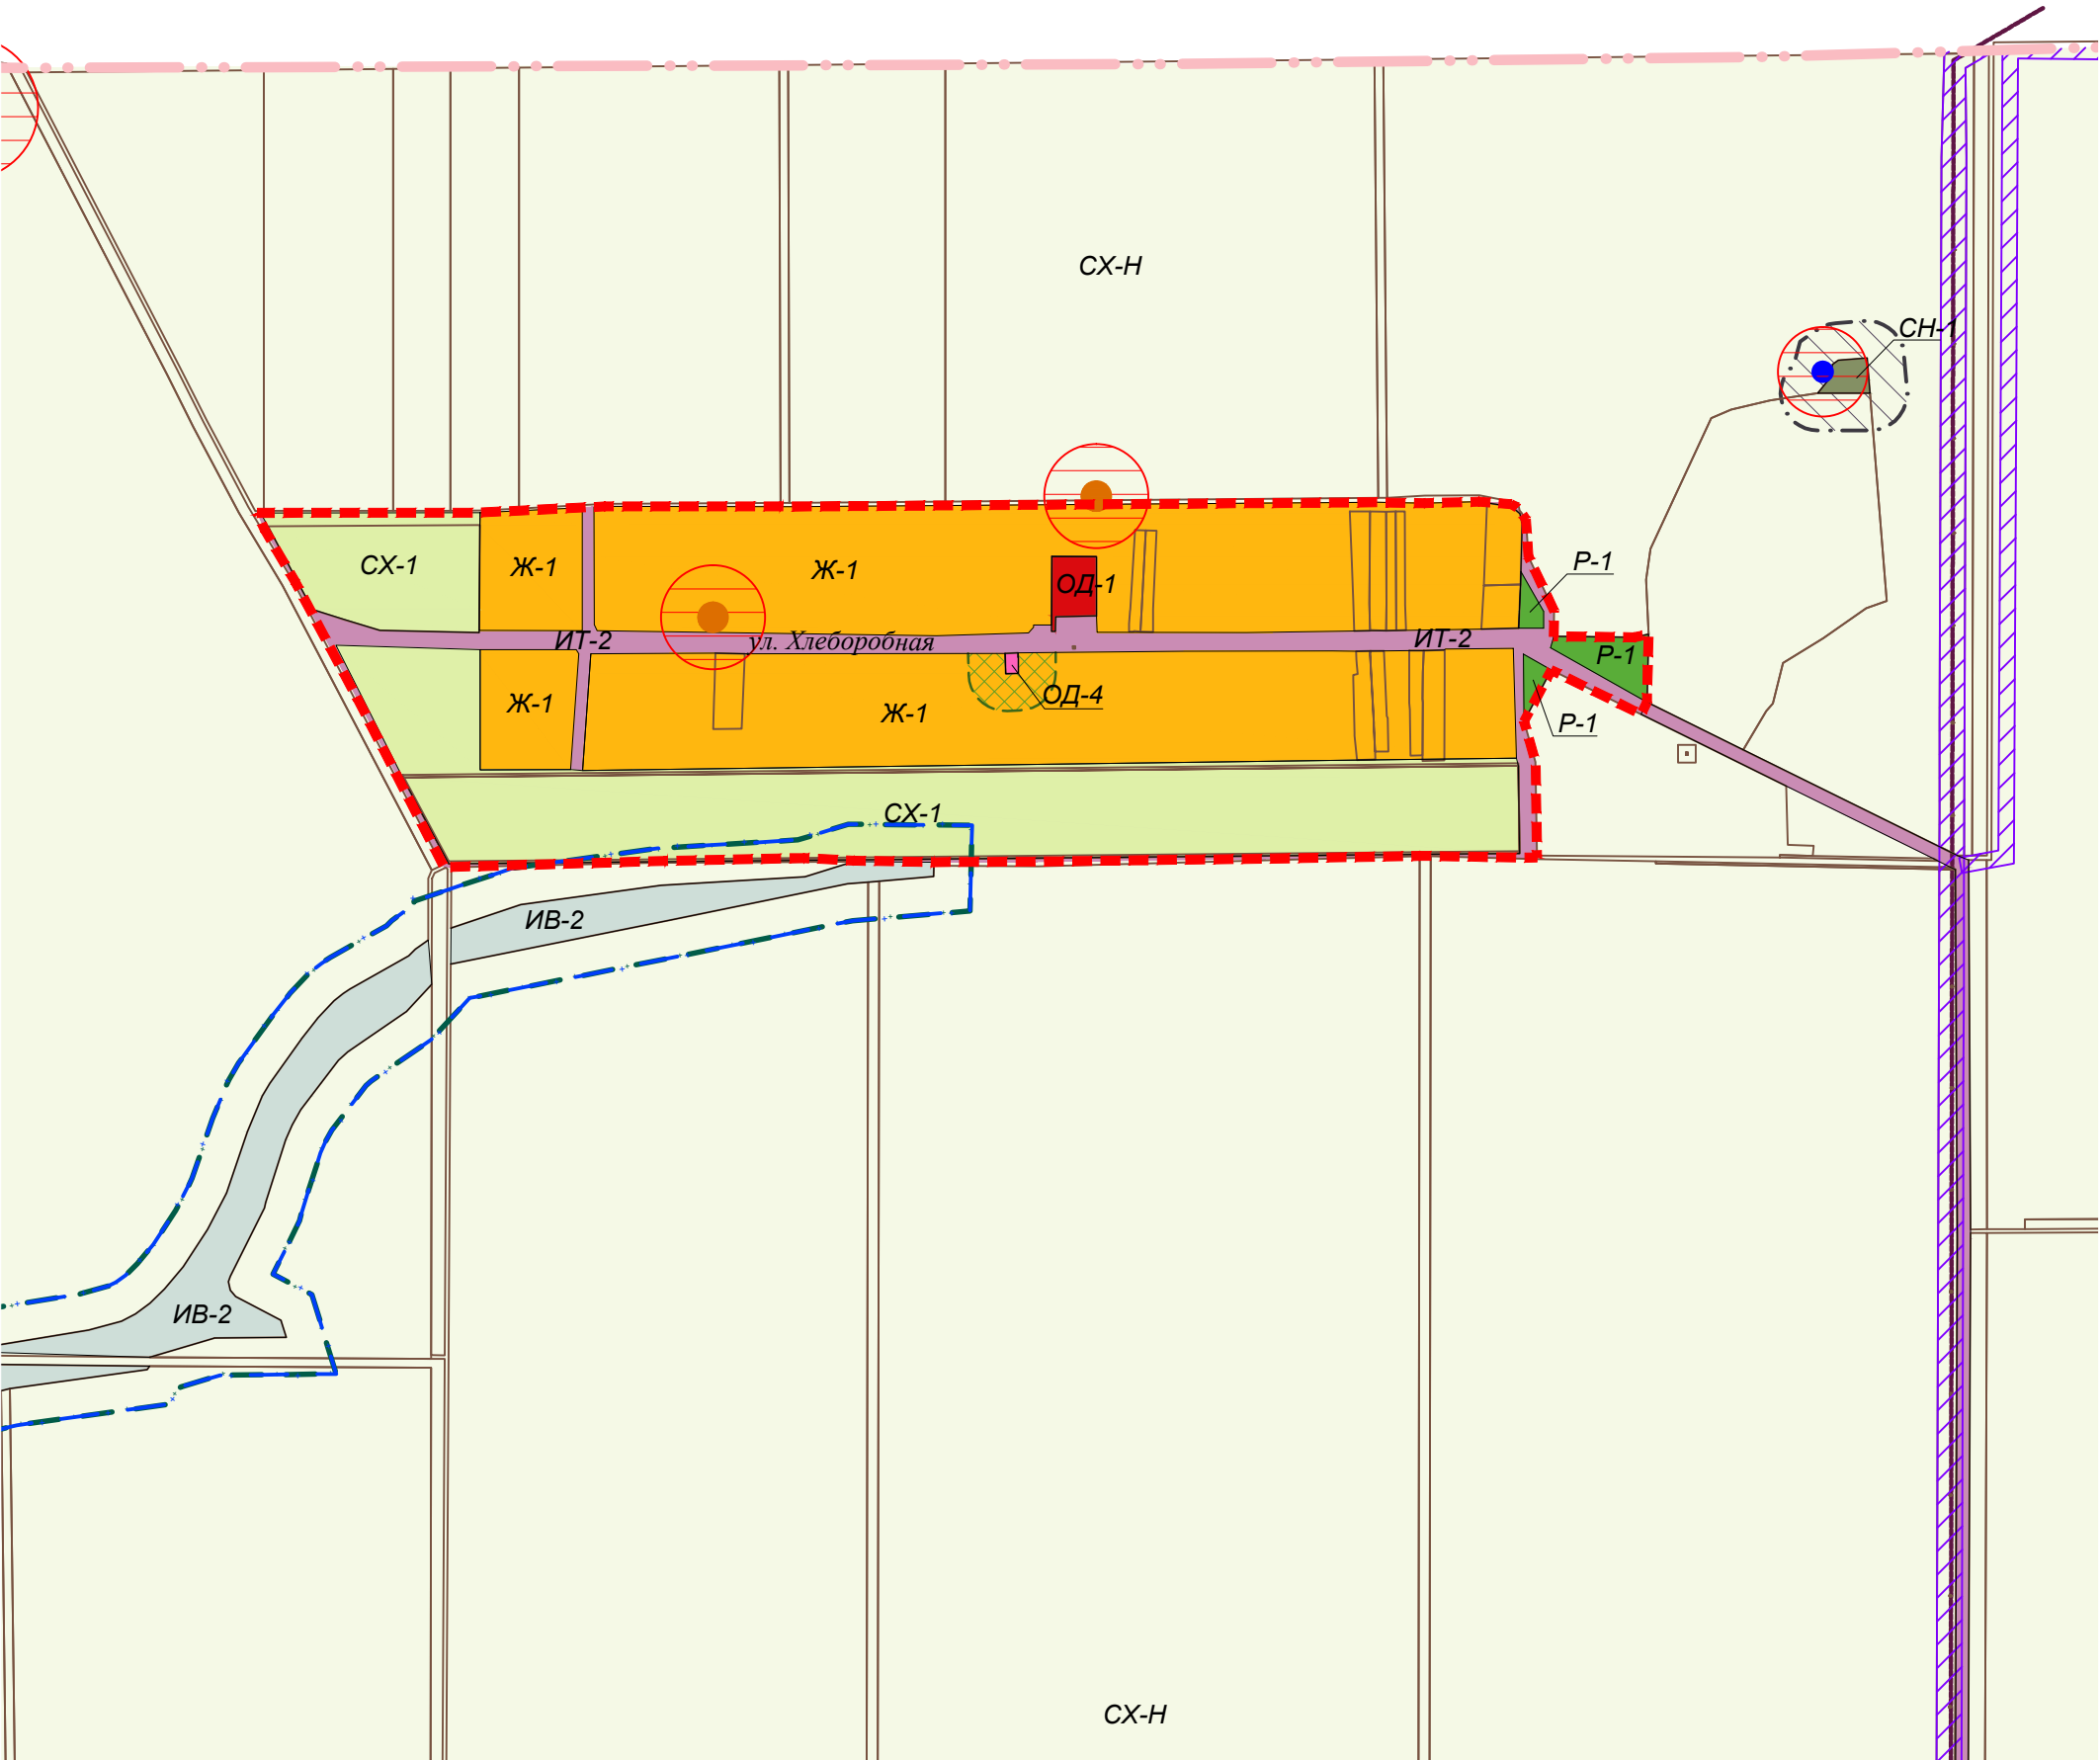 СХ-Н
СН-1
СХ-1
Ж-1
Ж-1
ОД-1
Р-1
ИТ-2
ул. Хлеборобная
ИТ-2
Р-1
Ж-1
Ж-1
ОД-4
Р-1
СХ-1
ИВ-2
ИВ-2
СХ-Н